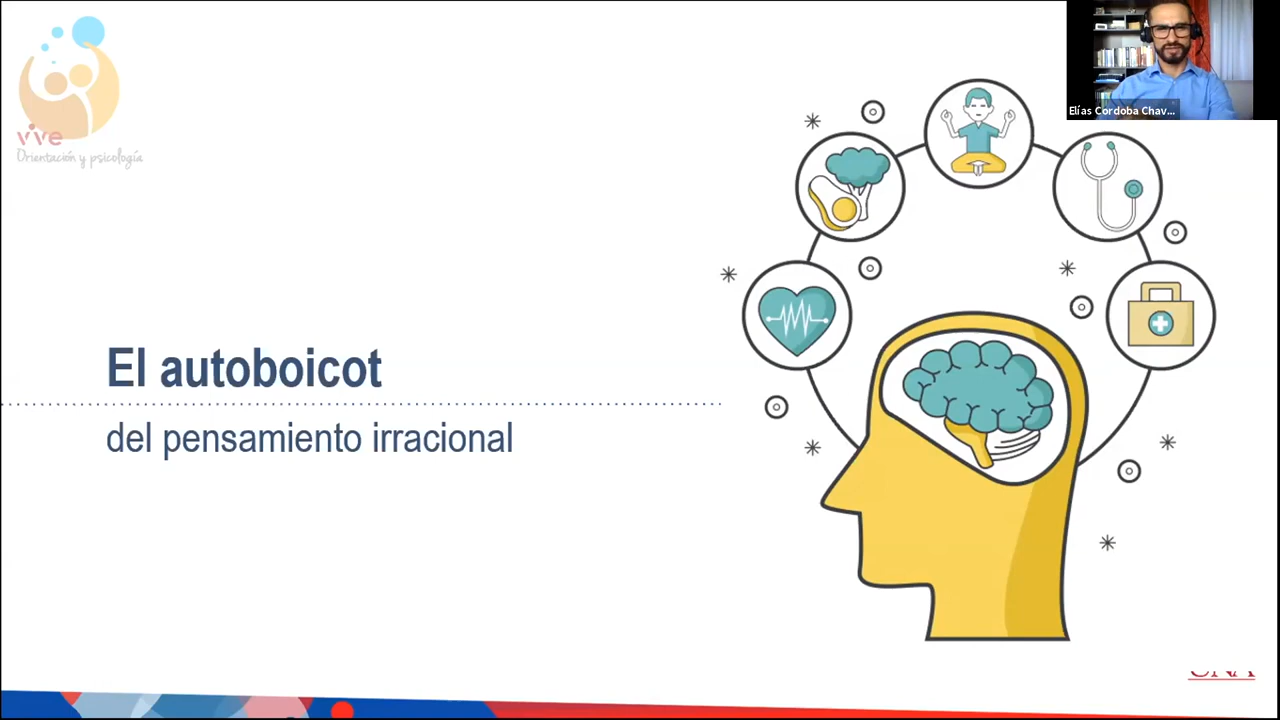 vive
Orientación y psicología
Elías Cordoba Chav...
El autoboicot
del pensamiento irracional